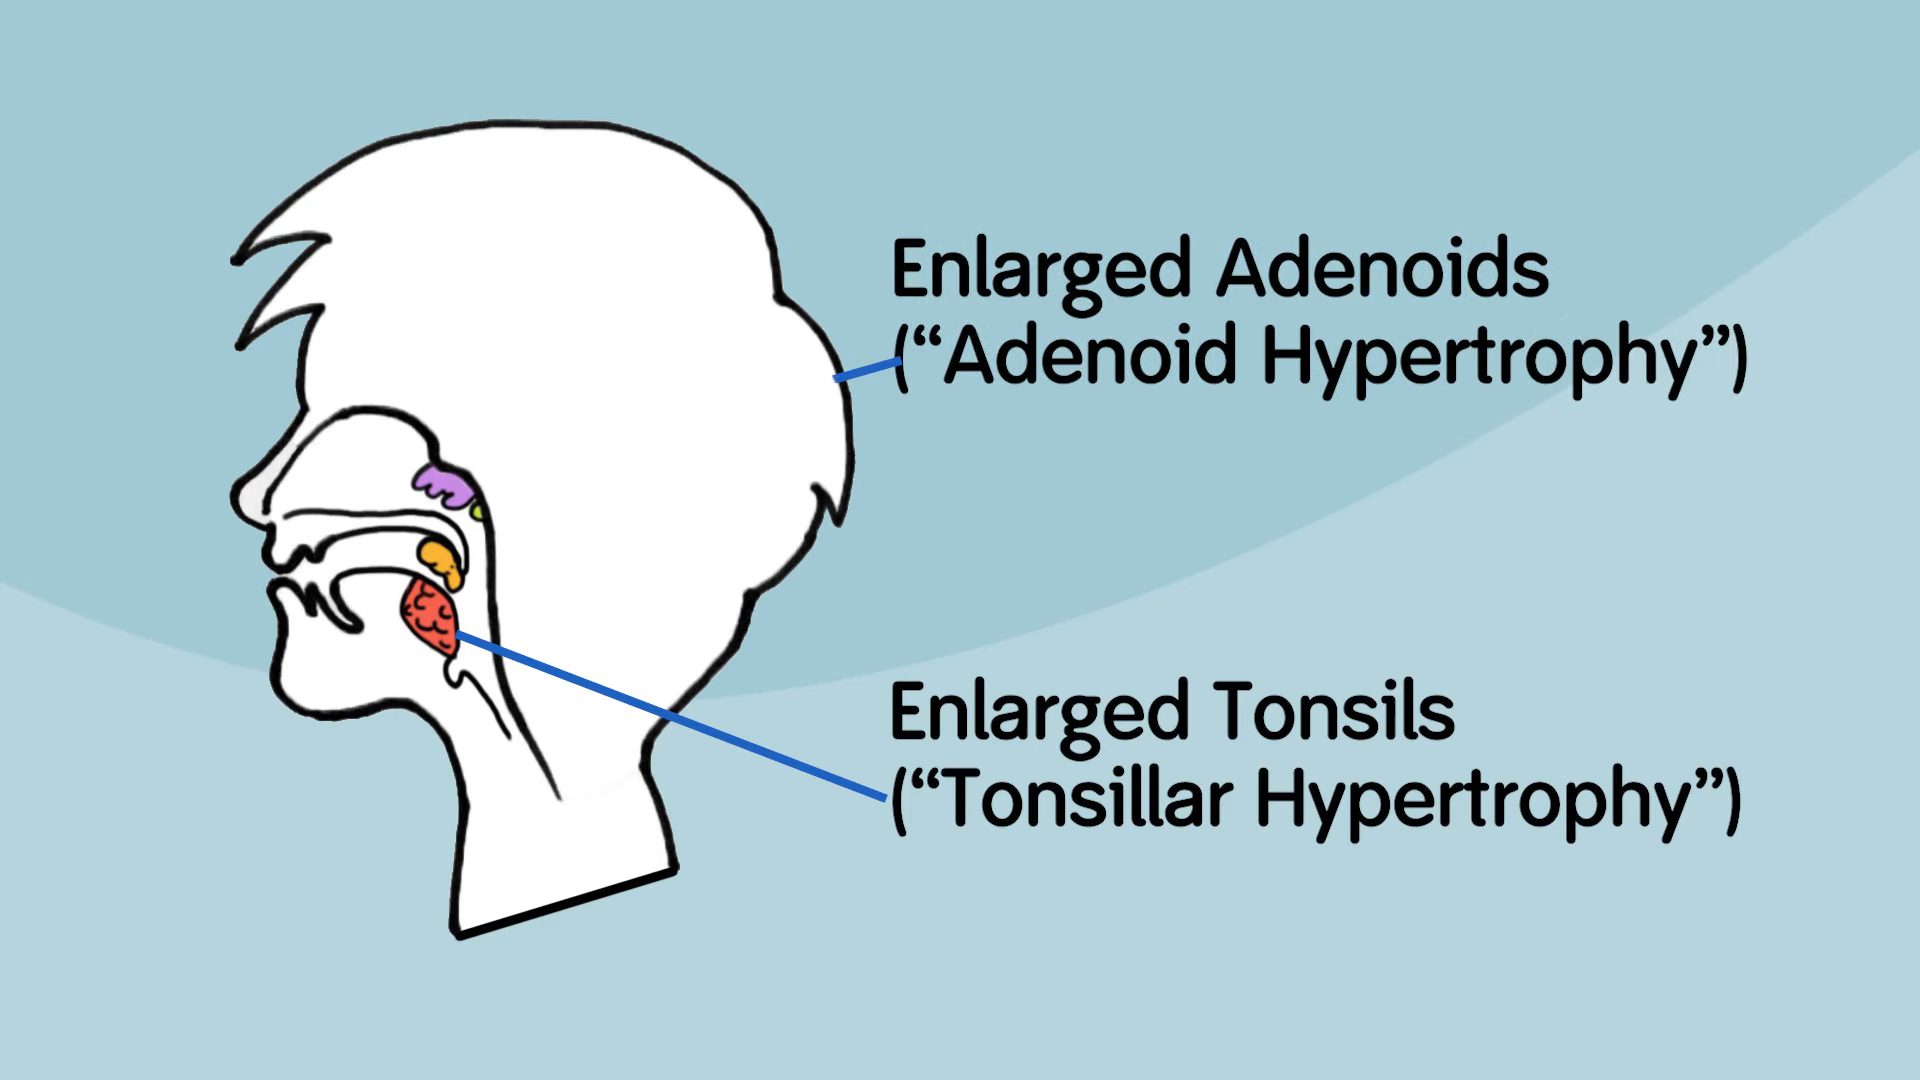 Enlarged Adenoids
(“Adenoid Hypertrophy”)
Enlarged Tonsils
(“Tonsillar Hypertrophy”)